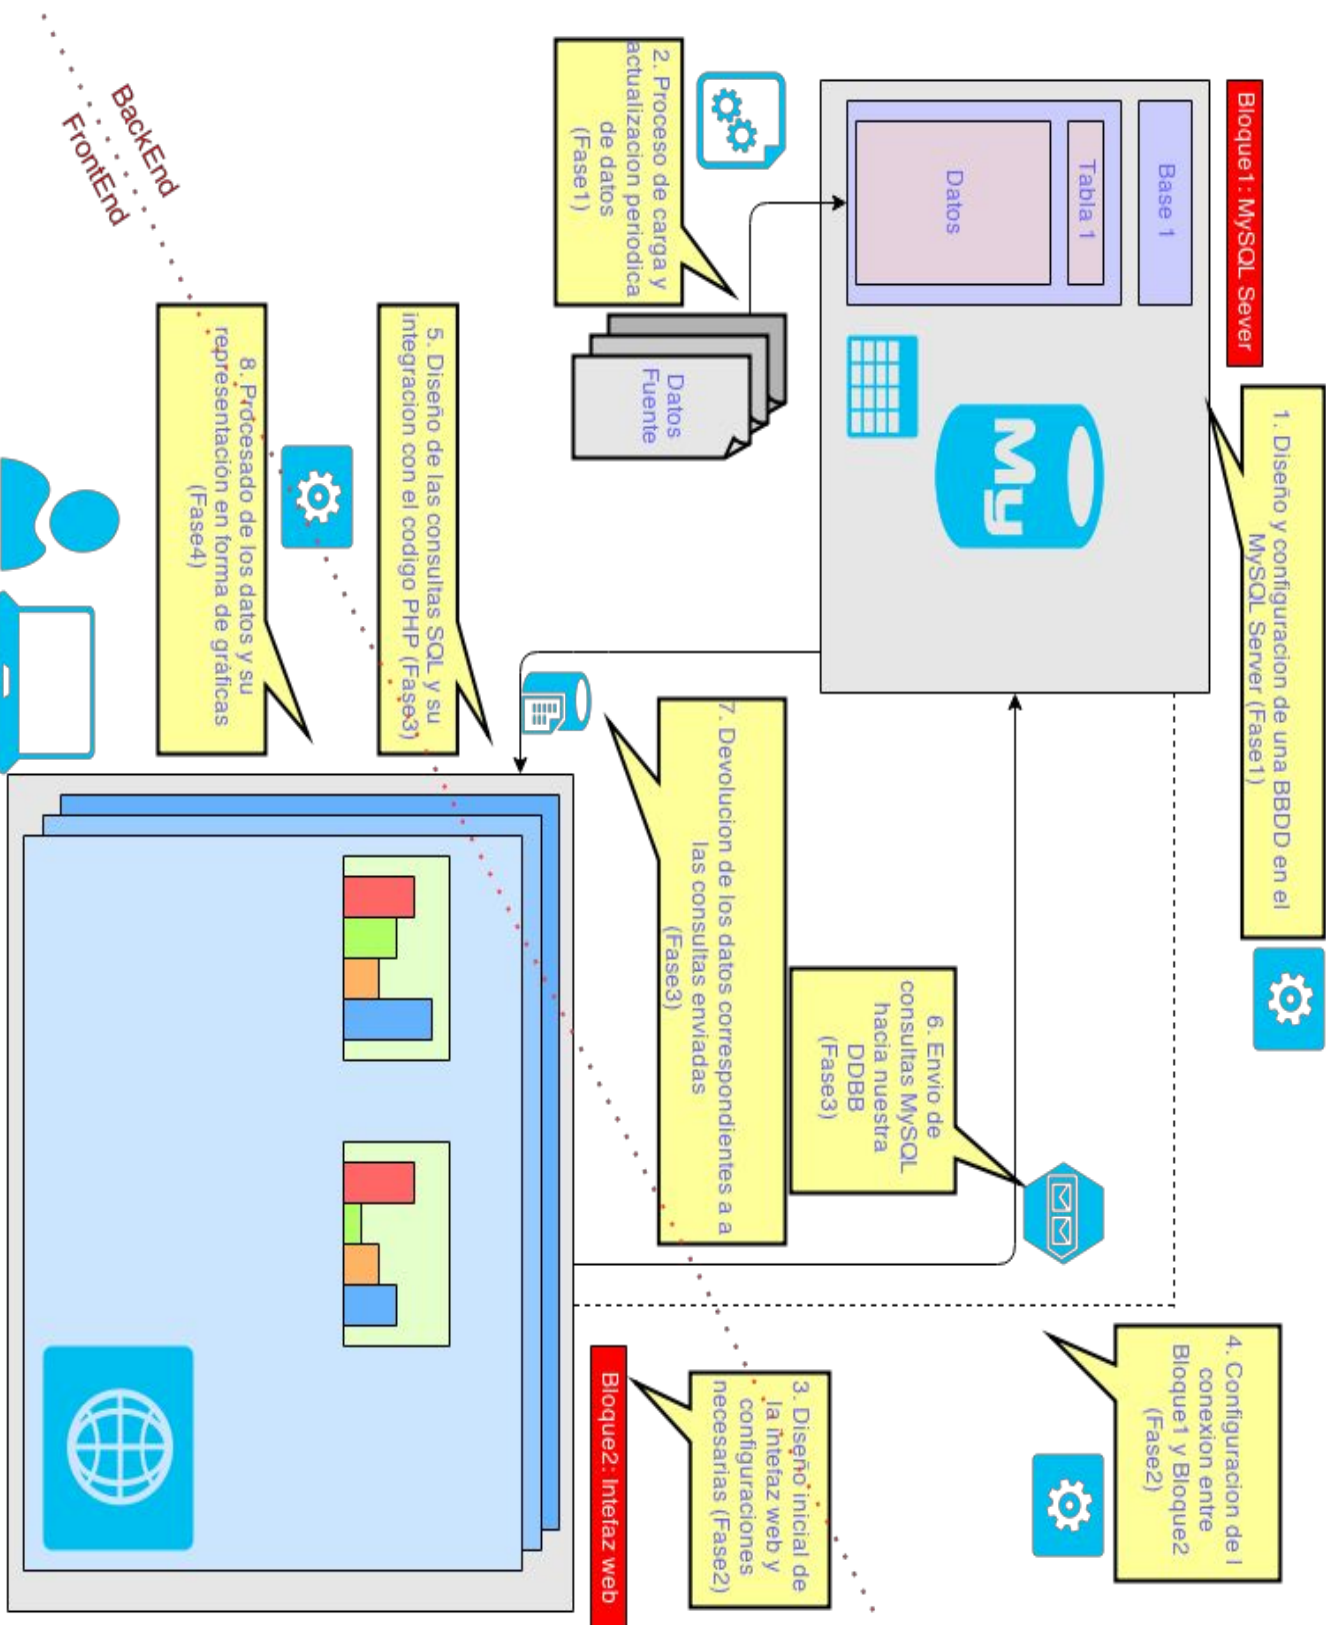 Bloque1: MySQL Sever
1. Diseño y configuracion de una BBDD en el
MySQL Server (Fase1)
Base 1
Tabla 1
Datos
My
2. Proceso de carga y
actualizacion periodica
de datos
(Fase1)
Datos
Fuente
4. Configuracion de l
conexion entre
Bloque1 y Bloque2
(Fase2)
6. Envio de
consultas MySQL
hacia nuestra
DDBB
(Fase3)
7. Devolucion de los datos correspondientes a a
las consultas enviadas
(Fase3)
3. Diseño inicial de
la intefaz web y
configuraciones
necesarias (Fase2)
Bloque2: Intefaz web
5. Diseño de las consultas SQL y su
integracion con el codigo PHP (Fase3)
8. Procesado de los datos y su
representación en forma de gráficas
(Fase4)
BackEnd
FrontEnd